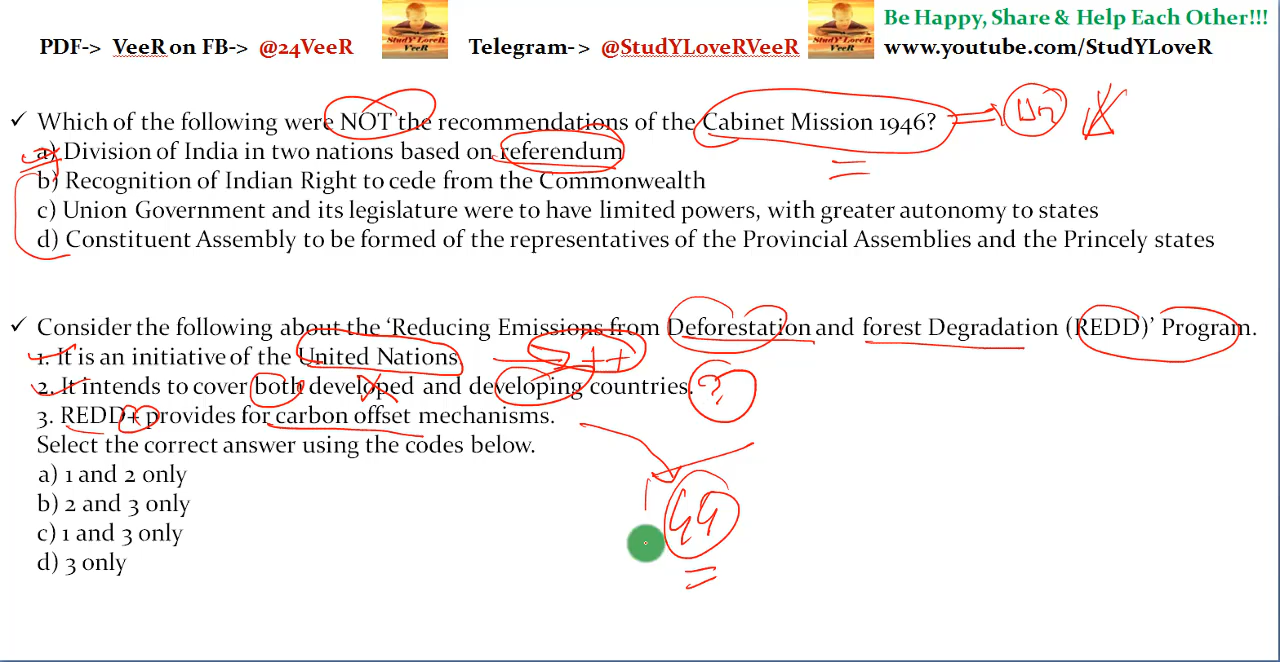 Be Happy, Share & Help Each Other!!!
PDF-> VeeR on FB-> @24VeeR Telegram-> @StudYLoveRVeeR www.youtube.com/StudYLoveR
StudY LoveR
VeeR
StudY LoveR
VeeR
✓ Which of the following were NOT the recommendations of the Cabinet Mission 1946?
a) Division of India in two nations based on referendum
b) Recognition of Indian Right to cede from the Commonwealth
c) Union Government and its legislature were to have limited powers, with greater autonomy to states
d) Constituent Assembly to be formed of the representatives of the Provincial Assemblies and the Princely states
✓ Consider the following about the ‘Reducing Emissions from Deforestation and forest Degradation (REDD)’ Program.
1. It is an initiative of the United Nations
2. It intends to cover both developed and developing countries.
?
3. REDD+ provides for carbon offset mechanisms.
Select the correct answer using the codes below.
a) 1 and 2 only
b) 2 and 3 only
c) 1 and 3 only
d) 3 only